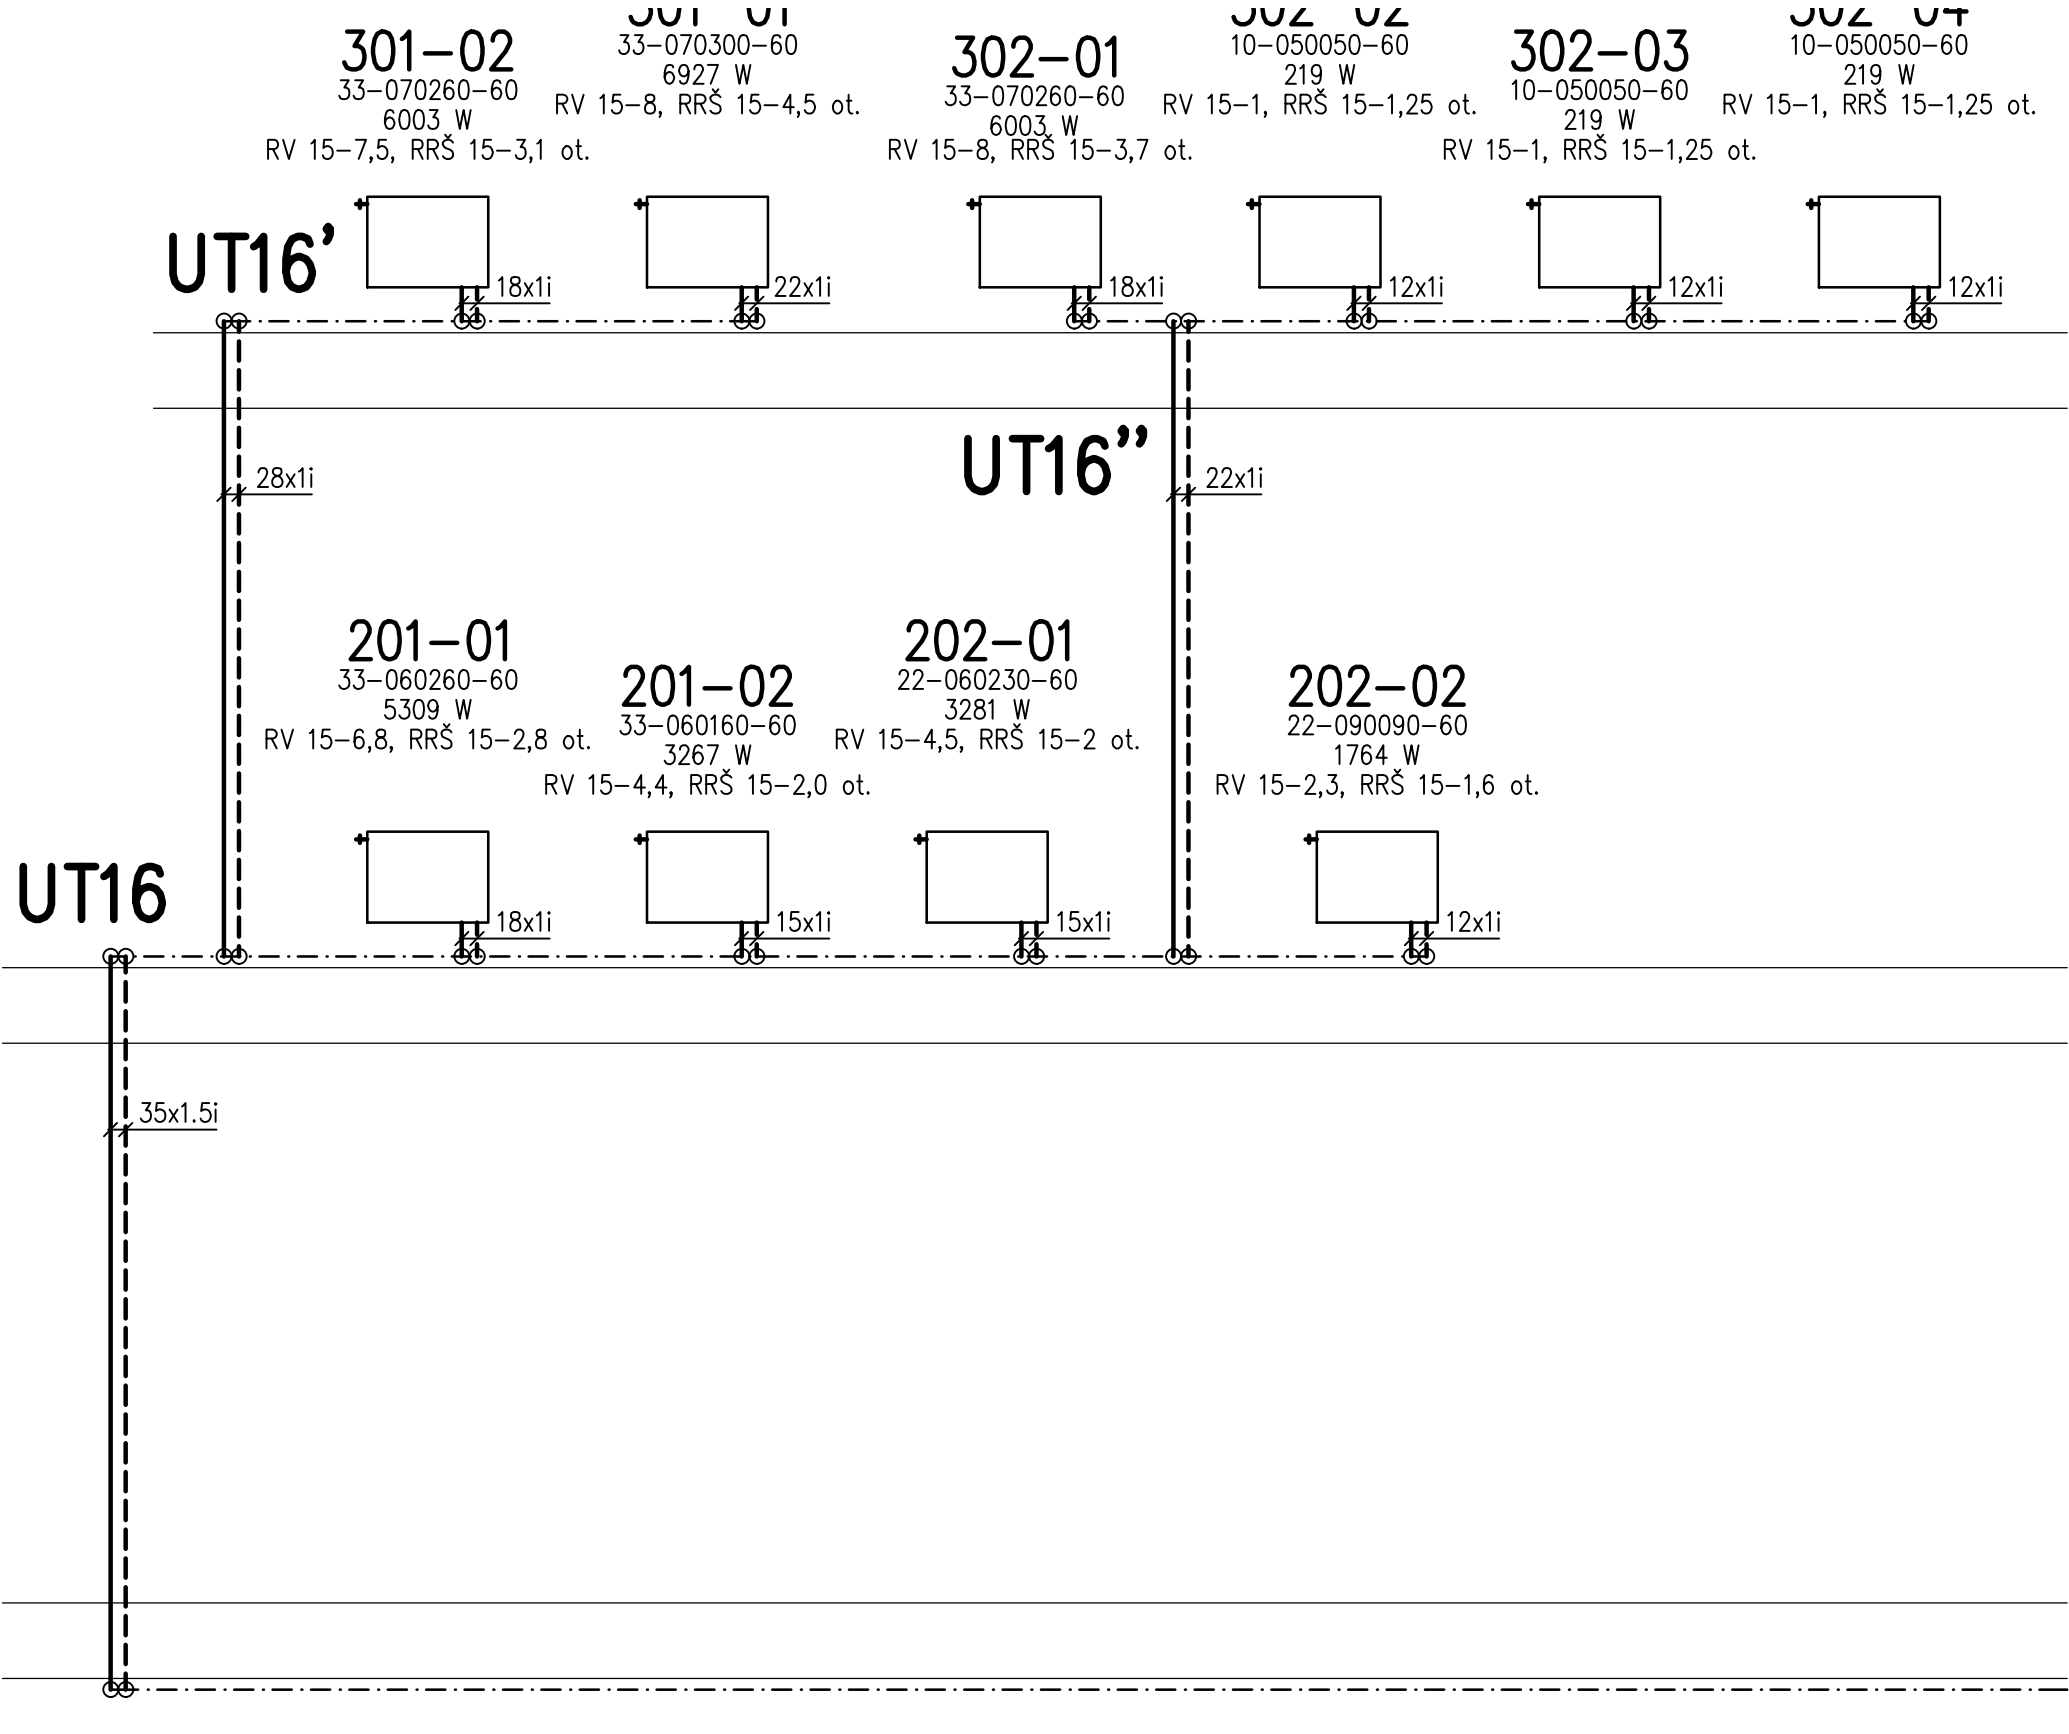 301-01
302-02
302-04
301-02
33-070260-60
6003 W
RV 15-7,5, RRŠ 15-3,1 ot.
33-070300-60
6927 W
RV 15-8, RRŠ 15-4,5 ot.
302-01
33-070260-60
6003 W
RV 15-8, RRŠ 15-3,7 ot.
10-050050-60
219 W
RV 15-1, RRŠ 15-1,25 ot.
302-03
10-050050-60
219 W
RV 15-1, RRŠ 15-1,25 ot.
10-050050-60
219 W
RV 15-1, RRŠ 15-1,25 ot.
UT16’
18x1i
22x1i
18x1i
12x1i
12x1i
12x1i
UT16”
28x1i
22x1i
201-01
33-060260-60
5309 W
RV 15-6,8, RRŠ 15-2,8 ot.
201-02
33-060160-60
3267 W
RV 15-4,4, RRŠ 15-2,0 ot.
202-01
22-060230-60
3281 W
RV 15-4,5, RRŠ 15-2 ot.
202-02
22-090090-60
1764 W
RV 15-2,3, RRŠ 15-1,6 ot.
UT16
18x1i
15x1i
15x1i
12x1i
35x1.5i